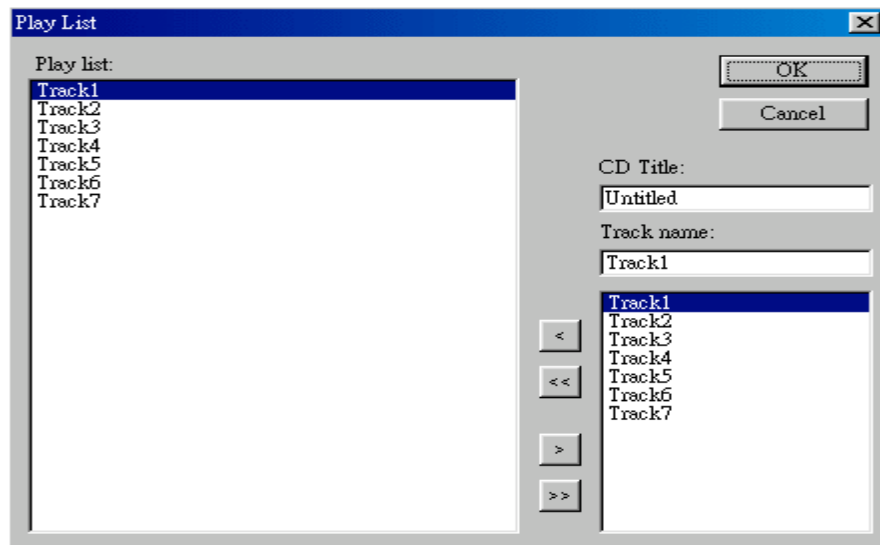 Play List
Play list:
Track1
Track2
Track3
Track4
Track5
Track6
Track7
OK
Cancel
CD Title:
Untitled
Track name:
Track1
Track1
Track2
Track3
Track4
Track5
Track6
Track7
<
<<
>
>>